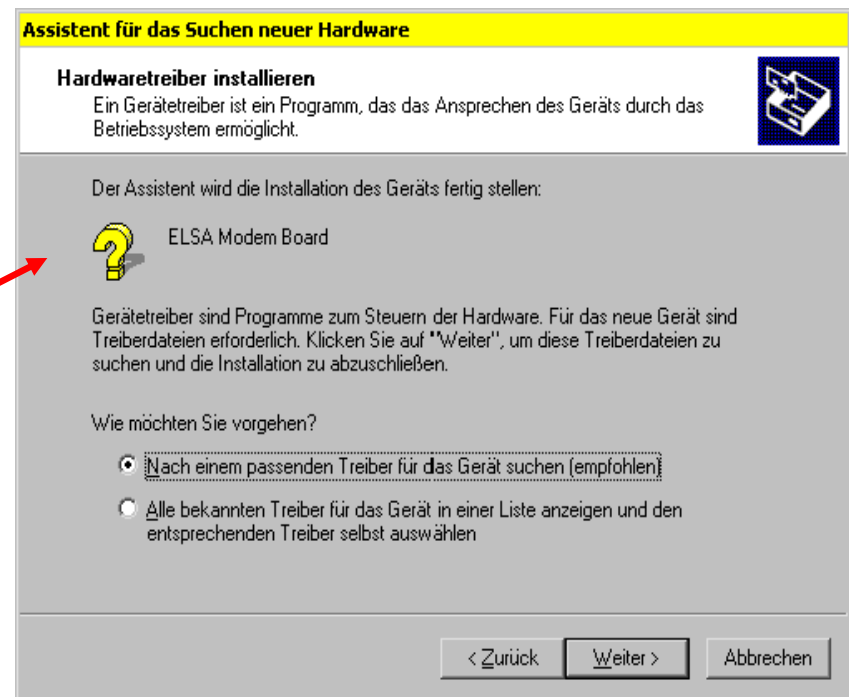 Assistent für das Suchen neuer Hardware
Hardwaretreiber installieren
Ein Gerätetreiber ist ein Programm, das das Ansprechen des Geräts durch das
Betriebssystem ermöglicht.
Der Assistent wird die Installation des Geräts fertig stellen:
ELSA Modem Board
Gerätetreiber sind Programme zum Steuern der Hardware. Für das neue Gerät sind
Treiberdateien erforderlich. Klicken Sie auf "Weiter", um diese Treiberdateien zu
suchen und die Installation zu abzuschließen.
Wie möchten Sie vorgehen?
Nach einem passenden Treiber für das Gerät suchen (empfohlen)
Alle bekannten Treiber für das Gerät in einer Liste anzeigen und den
entsprechenden Treiber selbst auswählen
< Zurück Weiter > Abbrechen